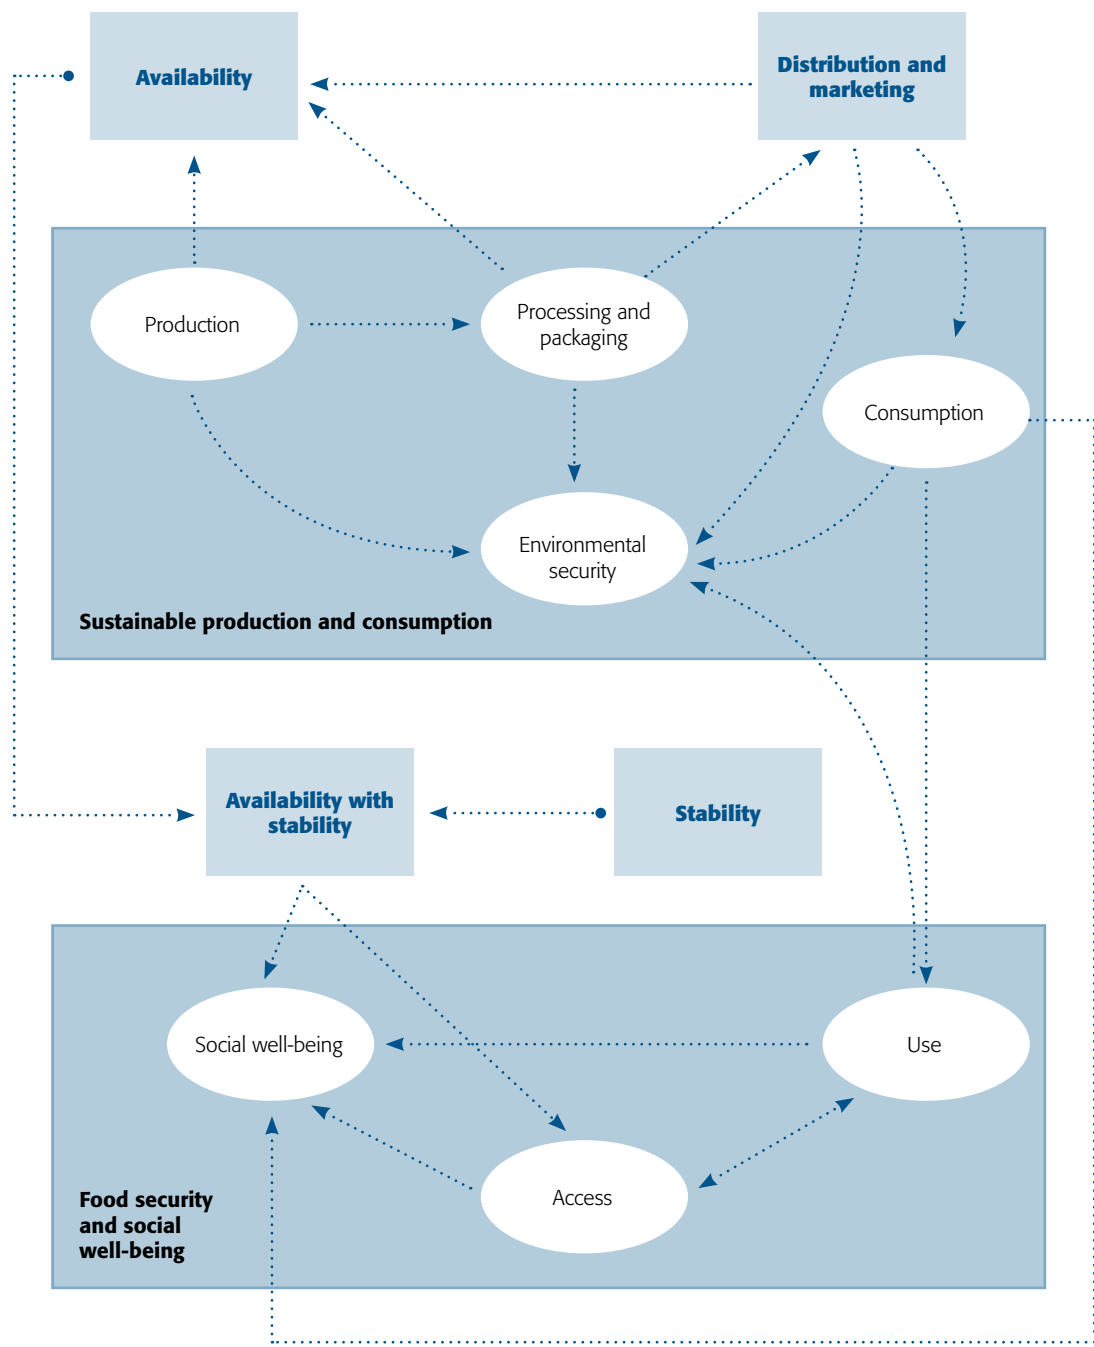 Availability
Distribution and
marketing
Production
Processing and
packaging
Consumption
Environmental
security
Sustainable production and consumption
Availability with
stability
Stability
Social well-being
Use
Access
Food security
and social
well-being